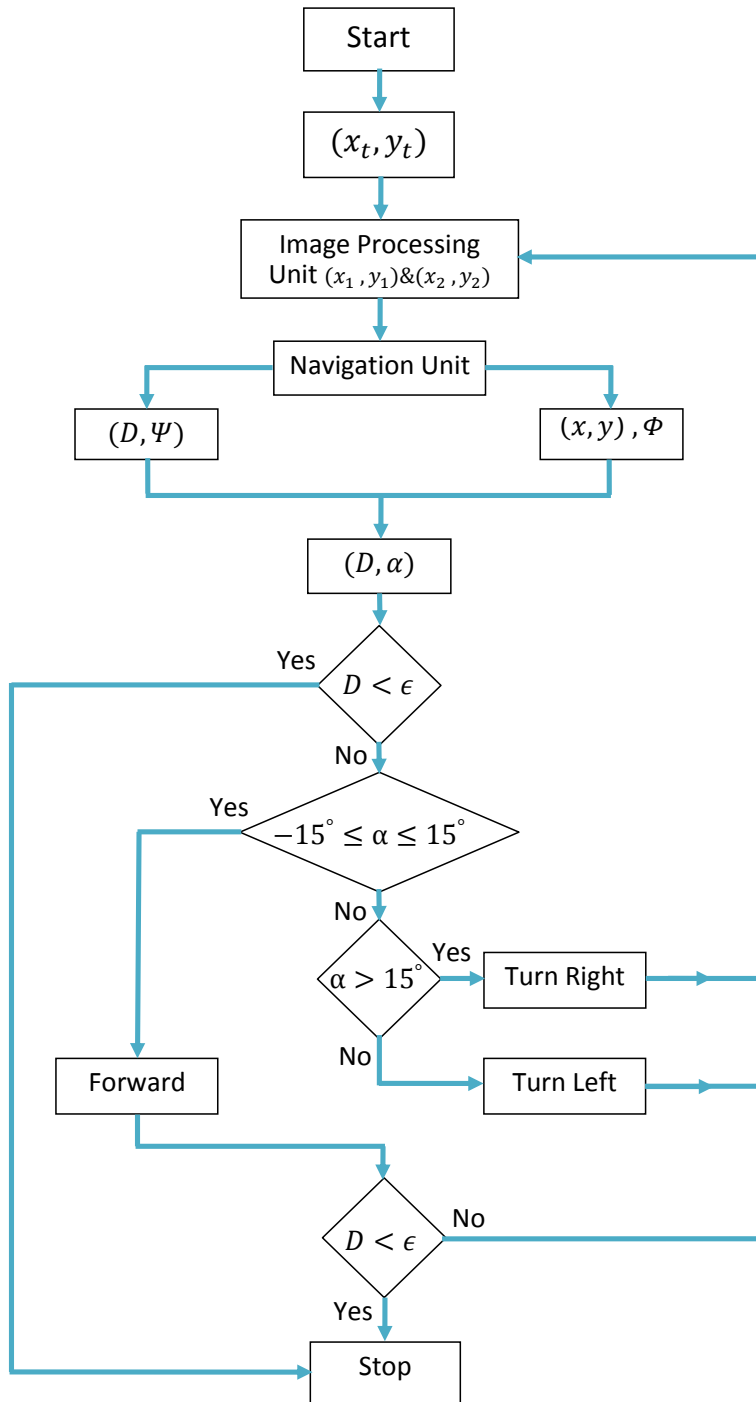 Start
(x_t, y_t)
Image Processing
Unit (x_1 , y_1)&(x_2 , y_2)
Navigation Unit
(D, Ψ)
(x, y) , Φ
(D, α)
Yes
D < ϵ
No
Yes
−15° ≤ α ≤ 15°
No
α > 15°
Yes
Turn Right
No
Forward
Turn Left
D < ϵ
No
Yes
Stop